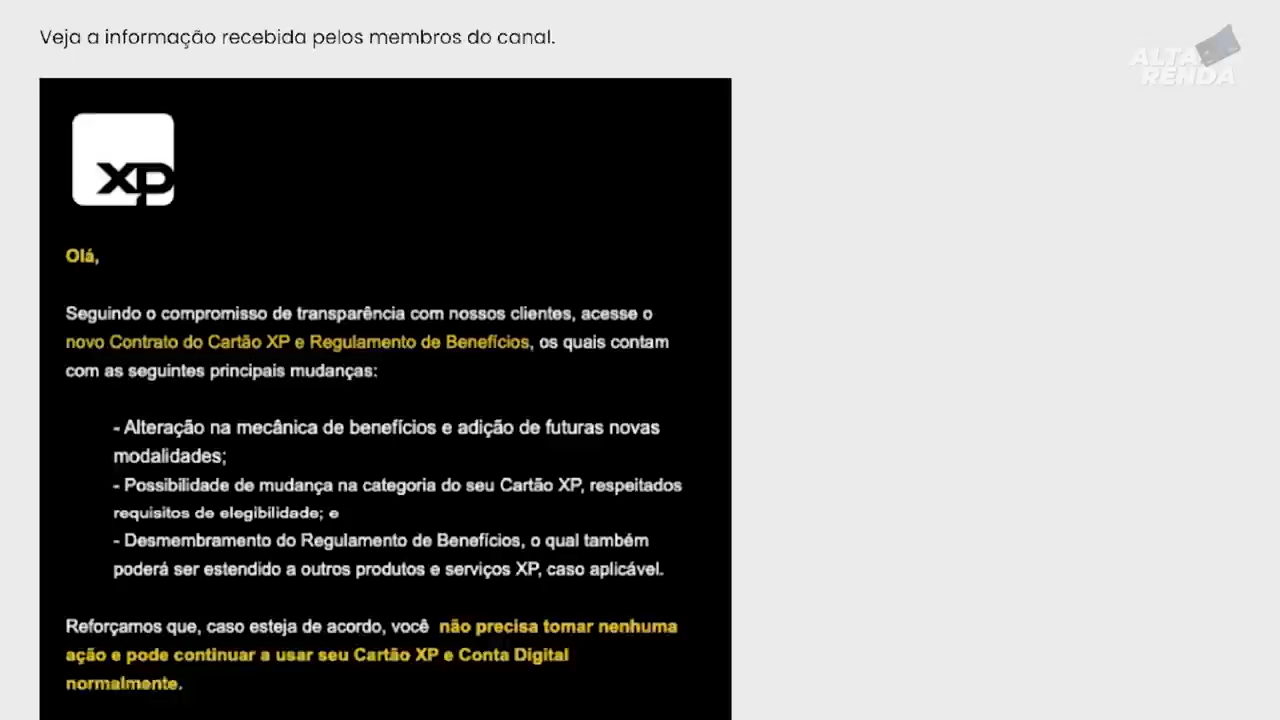 Veja a informação recebida pelos membros do canal.
ALTA
RENDA
XP
Olá,
Seguindo o compromisso de transparência com nossos clientes, acesse o
novo Contrato do Cartão XP e Regulamento de Benefícios, os quais contam
com as seguintes principais mudanças:
- Alteração na mecânica de benefícios e adição de futuras novas
modalidades;
- Possibilidade de mudança na categoria do seu Cartão XP, respeitados
requisitos de elegibilidade; e
- Desmembramento do Regulamento de Benefícios, o qual também
poderá ser estendido a outros produtos e serviços XP, caso aplicável.
Reforçamos que, caso esteja de acordo, você não precisa tomar nenhuma
ação e pode continuar a usar seu Cartão XP e Conta Digital
normalmente.